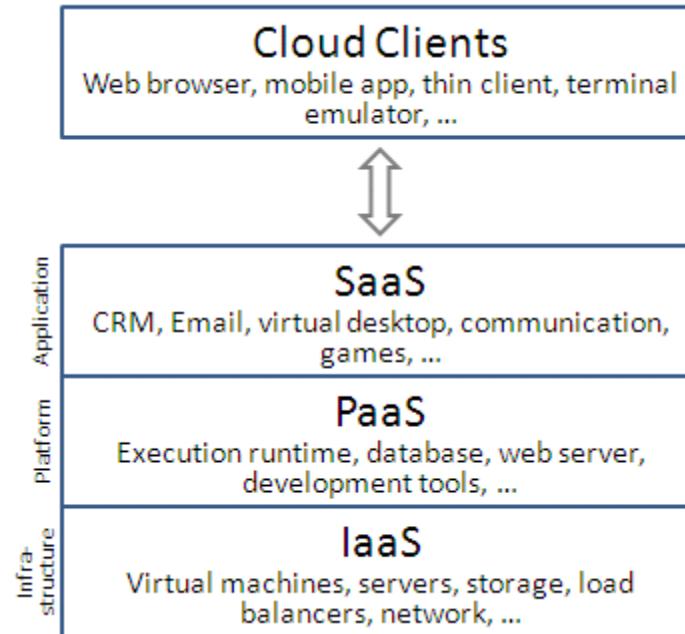 Cloud Clients
Web browser, mobile app, thin client, terminal
emulator, ...
Application
SaaS
CRM, Email, virtual desktop, communication,
games, ...
Platform
PaaS
Execution runtime, database, web server,
development tools, ...
Infra-
structure
IaaS
Virtual machines, servers, storage, load
balancers, network, ...